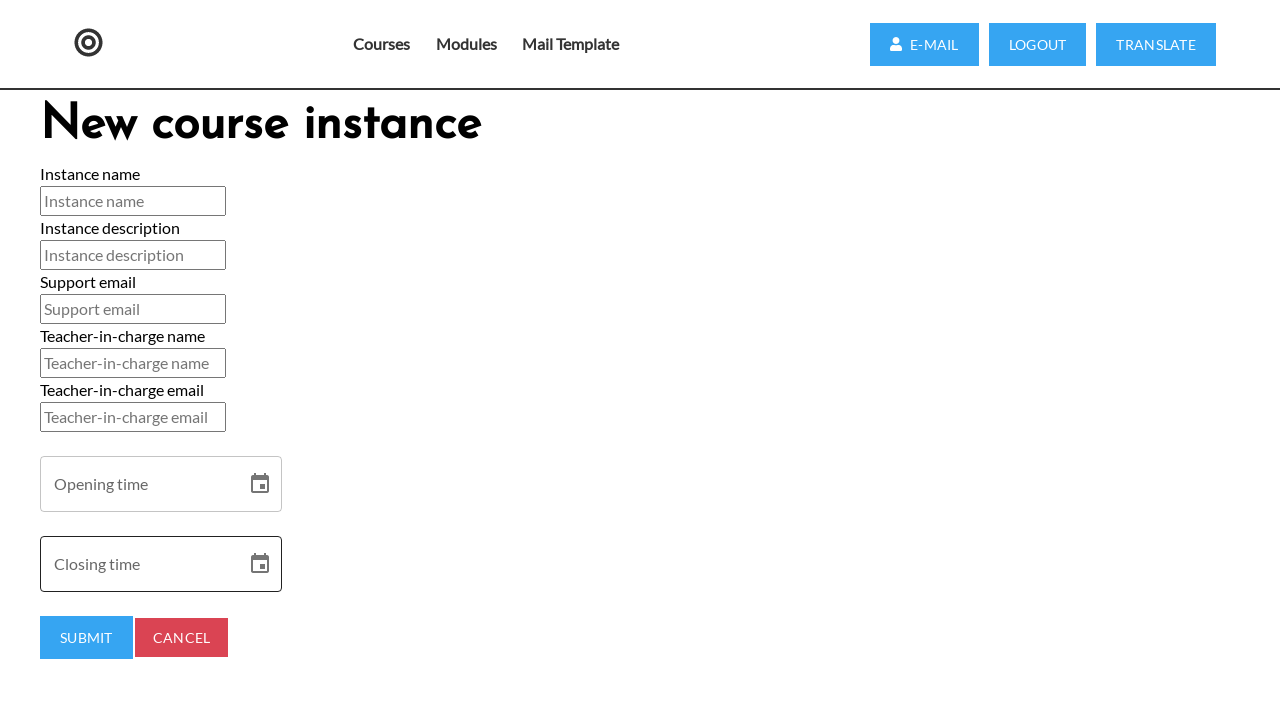 Courses Modules Mail Template E-MAIL LOGOUT TRANSLATE
New course instance
Instance name
Instance name
Instance description
Instance description
Support email
Support email
Teacher-in-charge name
Teacher-in-charge name
Teacher-in-charge email
Teacher-in-charge email
Opening time
Closing time
SUBMIT CANCEL